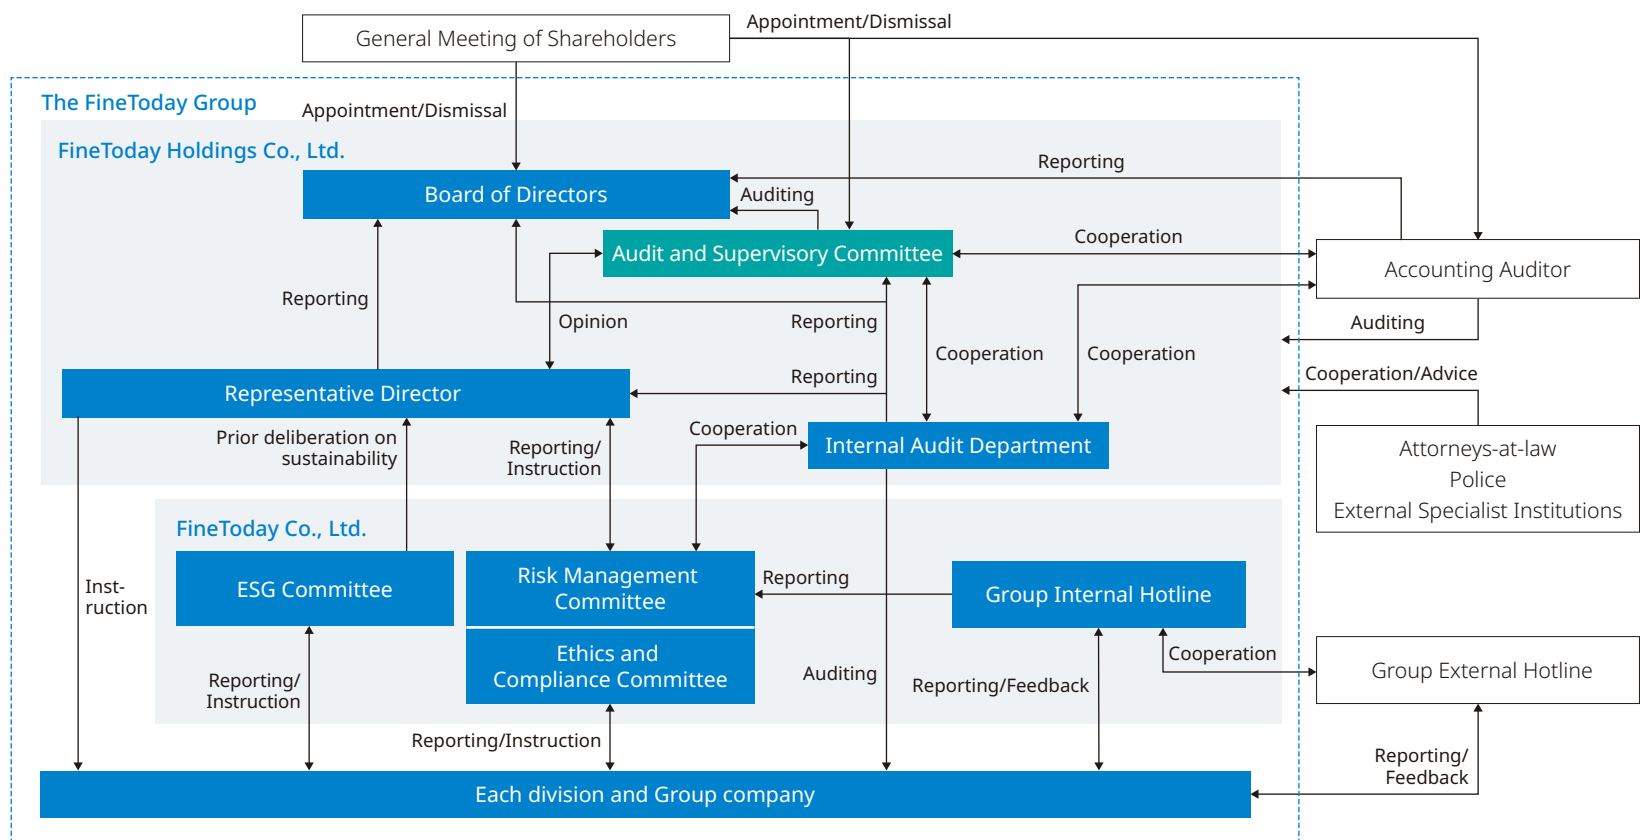 Appointment/Dismissal
General Meeting of Shareholders
The FineToday Group
Appointment/Dismissal
FineToday Holdings Co., Ltd.
Reporting
Board of Directors
Auditing
Cooperation
Audit and Supervisory Committee
Accounting Auditor
Reporting
Opinion
Reporting
Auditing
Cooperation
Cooperation
Reporting
Cooperation/Advice
Representative Director
Prior deliberation on
sustainability
Reporting/
Instruction
Cooperation
Internal Audit Department
Attorneys-at-law
Police
External Specialist Institutions
FineToday Co., Ltd.
ESG Committee
Risk Management
Committee
Reporting
Group Internal Hotline
Inst-
ruction
Ethics and
Compliance Committee
Cooperation
Group External Hotline
Reporting/
Instruction
Auditing
Reporting/Feedback
Reporting/Instruction
Reporting/
Feedback
Each division and Group company